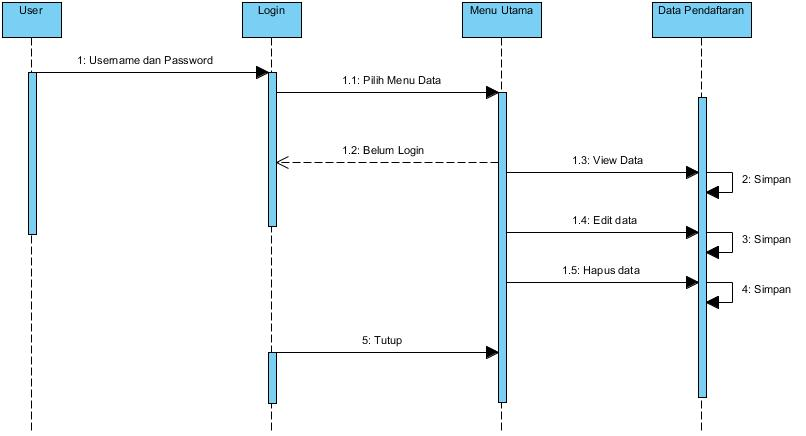 User
Login
Menu Utama
Data Pendaftaran
1: Username dan Password
1.1: Pilih Menu Data
1.2: Belum Login
1.3: View Data
2: Simpan
1.4: Edit data
3: Simpan
1.5: Hapus data
4: Simpan
5: Tutup